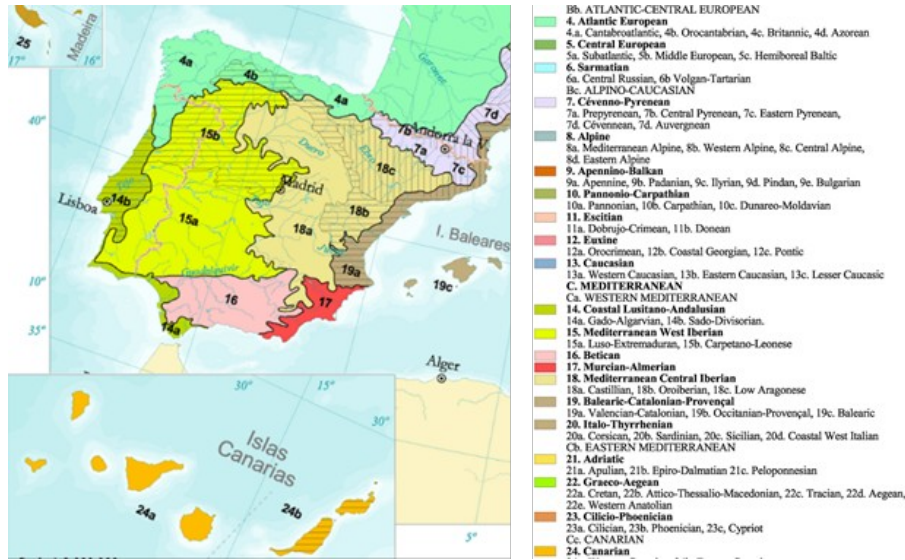 Madeira
25
17°
16°
4a
4b
4a
Garonne
7b
7d
Andorra la V.
7a
7c
40°
15b
Duero
Ebro
18c
Madrid
Lisboa
14b
18b
15a
18a
I. Baleares
10°
Guadalquivir
19a
19c
16
17
14a
35°
Alger
30°
15°
30°
Islas
Canarias
24a
24b
5°
Bb. ATLANTIC-CENTRAL EUROPEAN
4. Atlantic European
4.a. Cantabroatlantic, 4b. Orocantabrian, 4c. Britannic, 4d. Azorean
5. Central European
5a. Subatlantic, 5b. Middle European, 5c. Hemiboreal Baltic
6. Sarmatian
6a. Central Russian, 6b Volgan-Tartarian
Bc. ALPINO-CAUCASIAN
7. Cévenno-Pyrenean
7a. Prepyrenean, 7b. Central Pyrenean, 7c. Eastern Pyrenean,
7d. Cévennean, 7d. Auvergnean
8. Alpine
8a. Mediterranean Alpine, 8b. Western Alpine, 8c. Central Alpine,
8d. Eastern Alpine
9. Apennino-Balkan
9a. Apennine, 9b. Padanian, 9c. Ilyrian, 9d. Pindan, 9e. Bulgarian
10. Pannonio-Carpathian
10a. Pannonian, 10b. Carpathian, 10c. Dunareo-Moldavian
11. Escitian
11a. Dobrujo-Crimean, 11b. Donean
12. Euxine
12a. Orocrimean, 12b. Coastal Georgian, 12c. Pontic
13. Caucasian
13a. Western Caucasian, 13b. Eastern Caucasian, 13c. Lesser Caucasic
C. MEDITERRANEAN
Ca. WESTERN MEDITERRANEAN
14. Coastal Lusitano-Andalusian
14a. Gado-Algarvian, 14b. Sado-Divisorian.
15. Mediterranean West Iberian
15a. Luso-Extremaduran, 15b. Carpetano-Leonese
16. Betican
17. Murcian-Almerian
18. Mediterranean Central Iberian
18a. Castillian, 18b. Oroiberian, 18c. Low Aragonese
19. Balearic-Catalonian-Provençal
19a. Valencian-Catalonian, 19b. Occitanian-Provençal, 19c. Balearic
20. Italo-Thyrrhenian
20a. Corsican, 20b. Sardinian, 20c. Sicilian, 20d. Coastal West Italian
Cb. EASTERN MEDITERRANEAN
21. Adriatic
21a. Apulian, 21b. Epiro-Dalmatian 21c. Peloponnesian
22. Graeco-Aegean
22a. Cretan, 22b. Attico-Thessalio-Macedonian, 22c. Tracian, 22d. Aegean,
22e. Western Anatolian
23. Cilicio-Phoenician
23a. Cilician, 23b. Phoenician, 23c, Cypriot
Cc. CANARIAN
24. Canarian